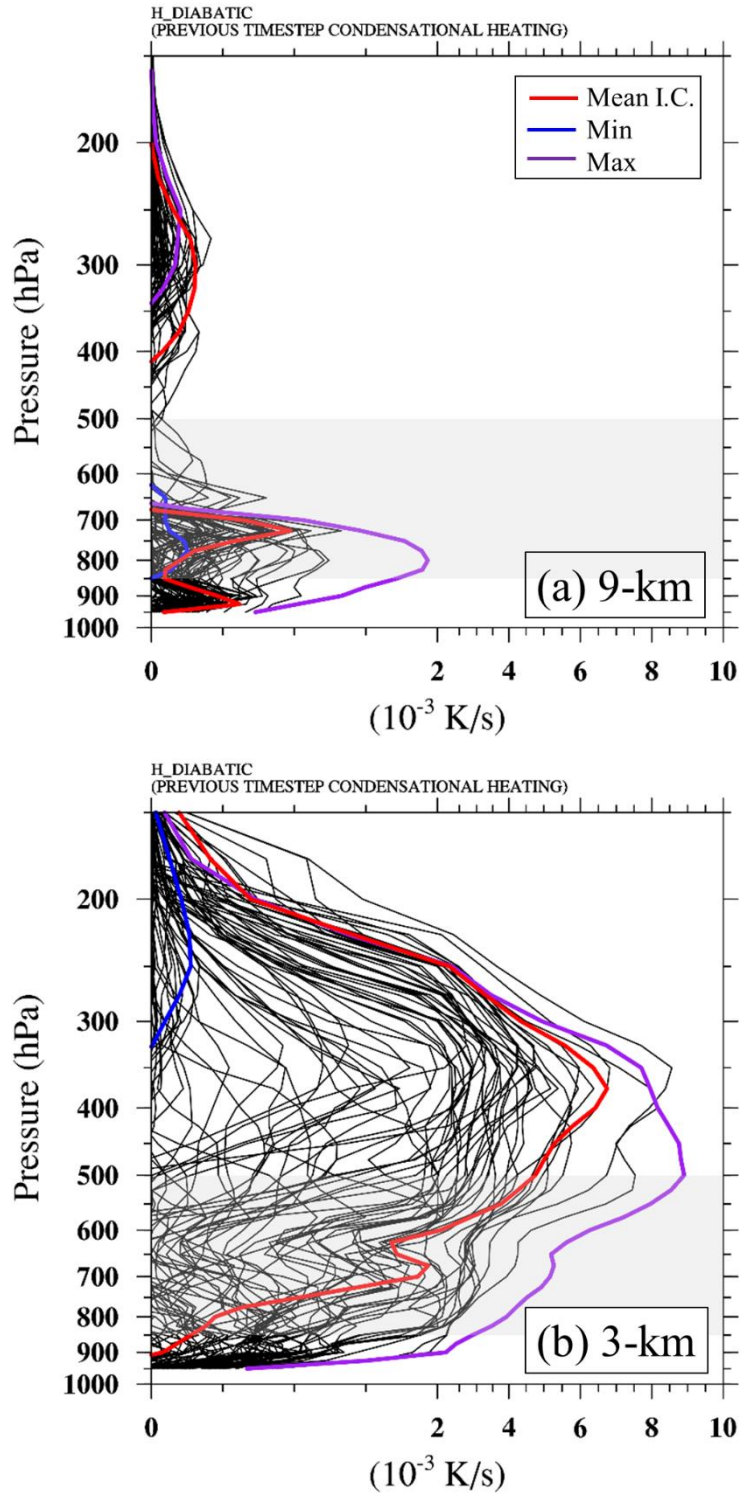 H_DIABATIC
(PREVIOUS TIMESTEP CONDENSATIONAL HEATING)
Mean I.C.
Min
Max
Pressure (hPa)
200
300
400
500
600
700
800
900
1000
(a) 9-km
0 2 4 6 8 10
(10⁻³ K/s)
H_DIABATIC
(PREVIOUS TIMESTEP CONDENSATIONAL HEATING)
Pressure (hPa)
200
300
400
500
600
700
800
900
1000
(b) 3-km
0 2 4 6 8 10
(10⁻³ K/s)